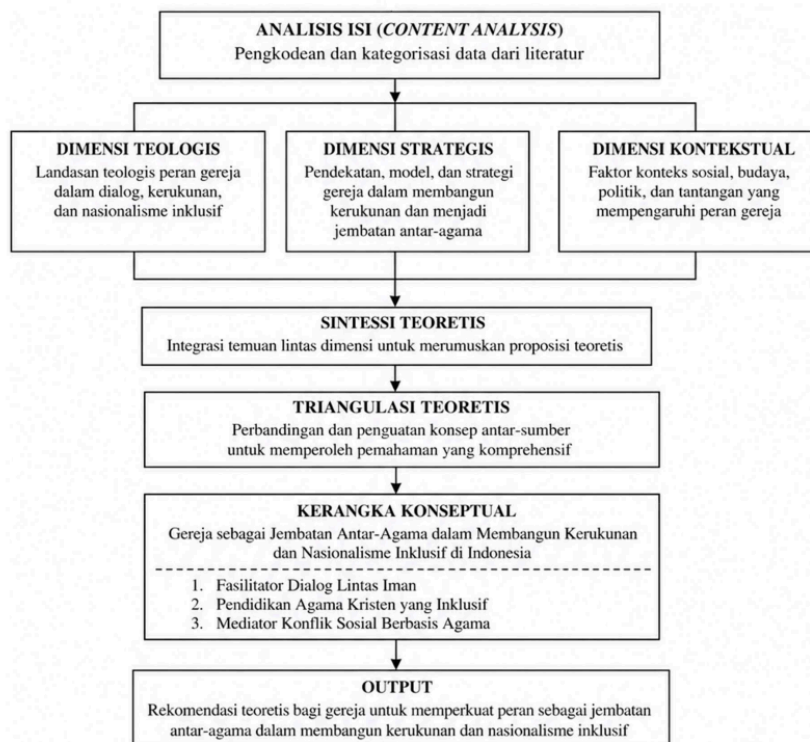 ANALISIS ISI (CONTENT ANALYSIS)
Pengkodean dan kategorisasi data dari literatur
DIMENSI TEOLOGIS
Landasan teologis peran gereja
dalam dialog, kerukunan,
dan nasionalisme inklusif
DIMENSI STRATEGIS
Pendekatan, model, dan strategi
gereja dalam membangun
kerukunan dan menjadi
jembatan antar-agama
DIMENSI KONTEKSTUAL
Faktor konteks sosial, budaya,
politik, dan tantangan yang
mempengaruhi peran gereja
SINTESSI TEORETIS
Integrasi temuan lintas dimensi untuk merumuskan proposisi teoretis
TRIANGULASI TEORETIS
Perbandingan dan penguatan konsep antar-sumber
untuk memperoleh pemahaman yang komprehensif
KERANGKA KONSEPTUAL
Gereja sebagai Jembatan Antar-Agama dalam Membangun Kerukunan
dan Nasionalisme Inklusif di Indonesia
1. Fasilitator Dialog Lintas Iman
2. Pendidikan Agama Kristen yang Inklusif
3. Mediator Konflik Sosial Berbasis Agama
OUTPUT
Rekomendasi teoretis bagi gereja untuk memperkuat peran sebagai jembatan
antar-agama dalam membangun kerukunan dan nasionalisme inklusif